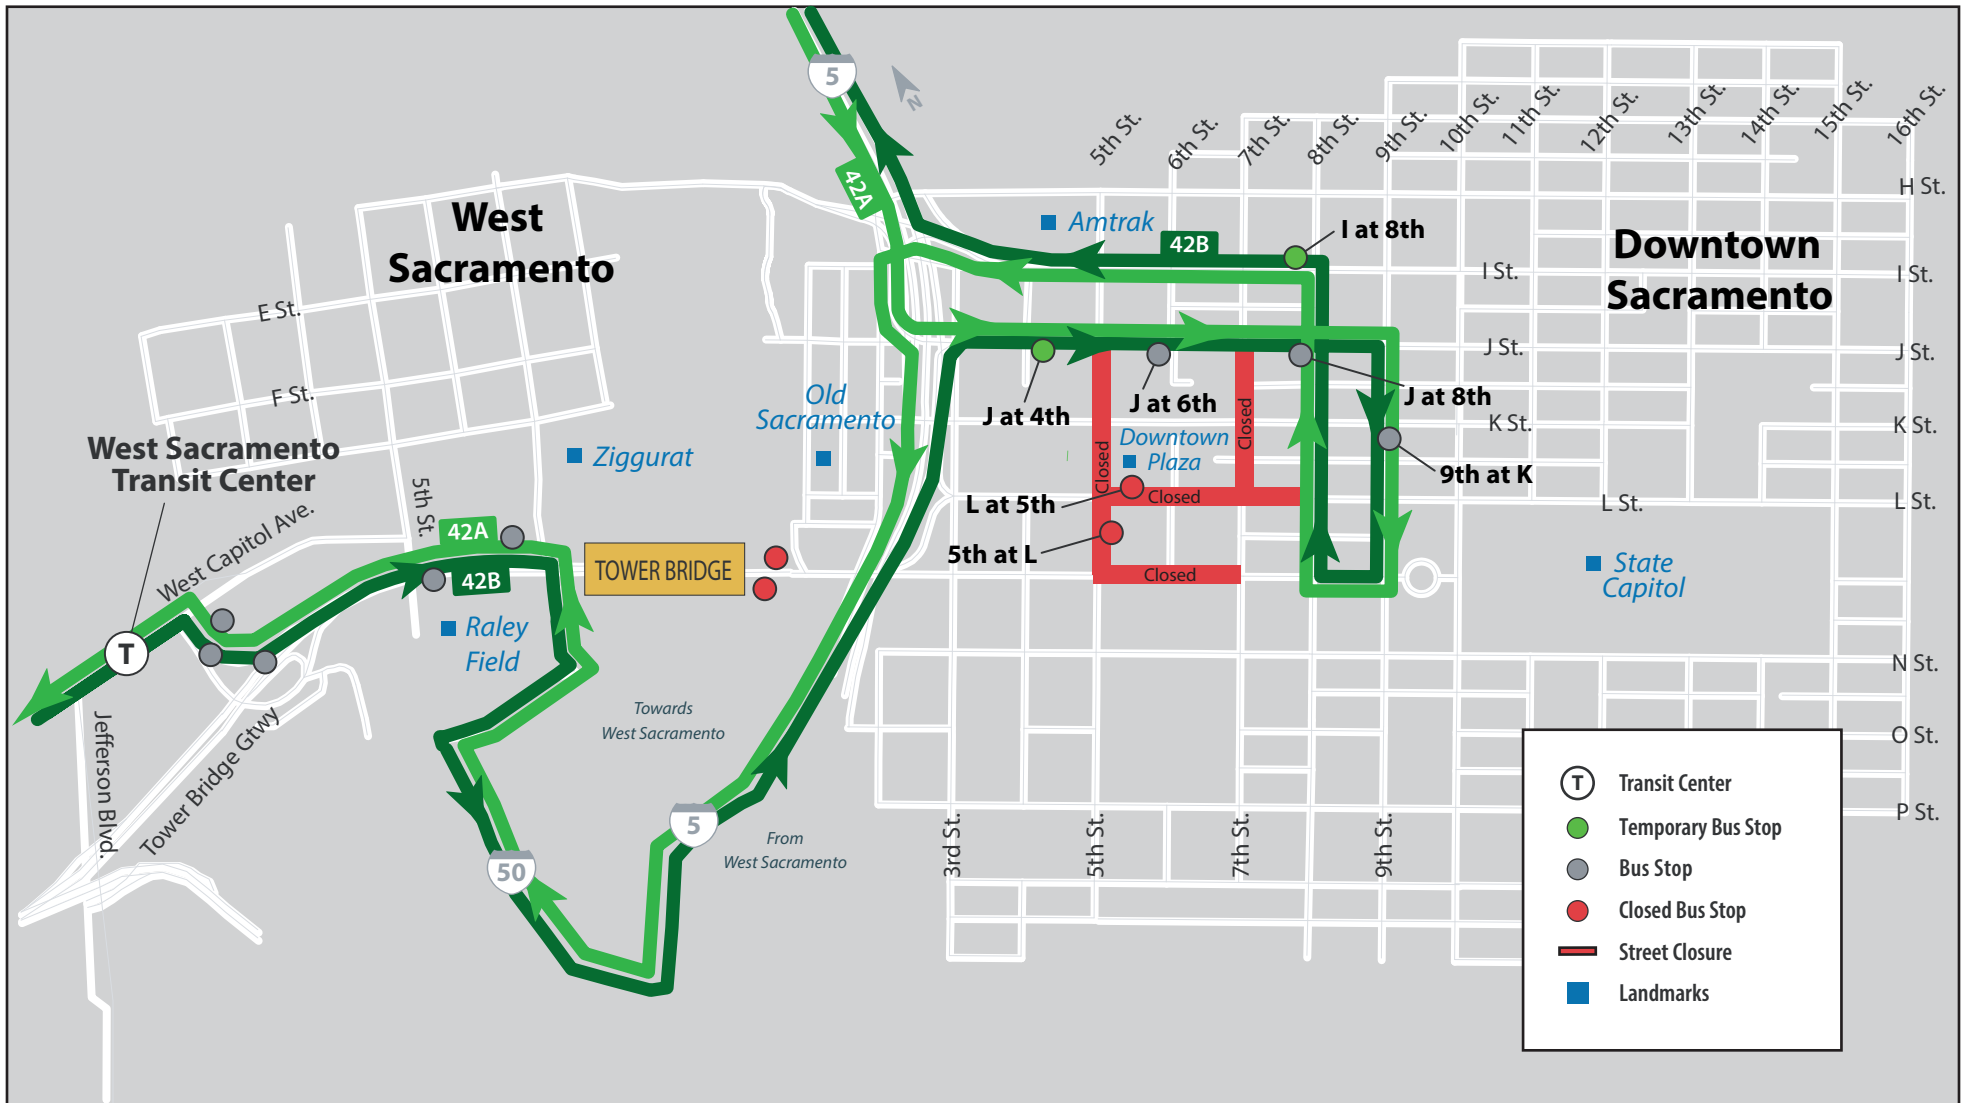 5
N
5th St.
6th St.
7th St.
8th St.
9th St.
10th St.
11th St.
12th St.
13th St.
14th St.
15th St.
16th St.
42A
West
Sacramento
Amtrak
42B
I at 8th
Downtown
Sacramento
H St.
I St.
I St.
E St.
F St.
J St.
J St.
Old
Sacramento
J at 4th
J at 6th
J at 8th
Closed
Closed
Downtown
Plaza
K St.
K St.
West Sacramento
Transit Center
Ziggurat
9th at K
L at 5th
Closed
L St.
L St.
5th St.
West Capitol Ave.
42A
42B
TOWER BRIDGE
5th at L
Closed
State
Capitol
T
Raley
Field
N St.
Jefferson Blvd.
Tower Bridge Gtwy
Towards
West Sacramento
O St.
5
From
West Sacramento
50
3rd St.
5th St.
7th St.
9th St.
P St.
T
Transit Center
Temporary Bus Stop
Bus Stop
Closed Bus Stop
Street Closure
Landmarks